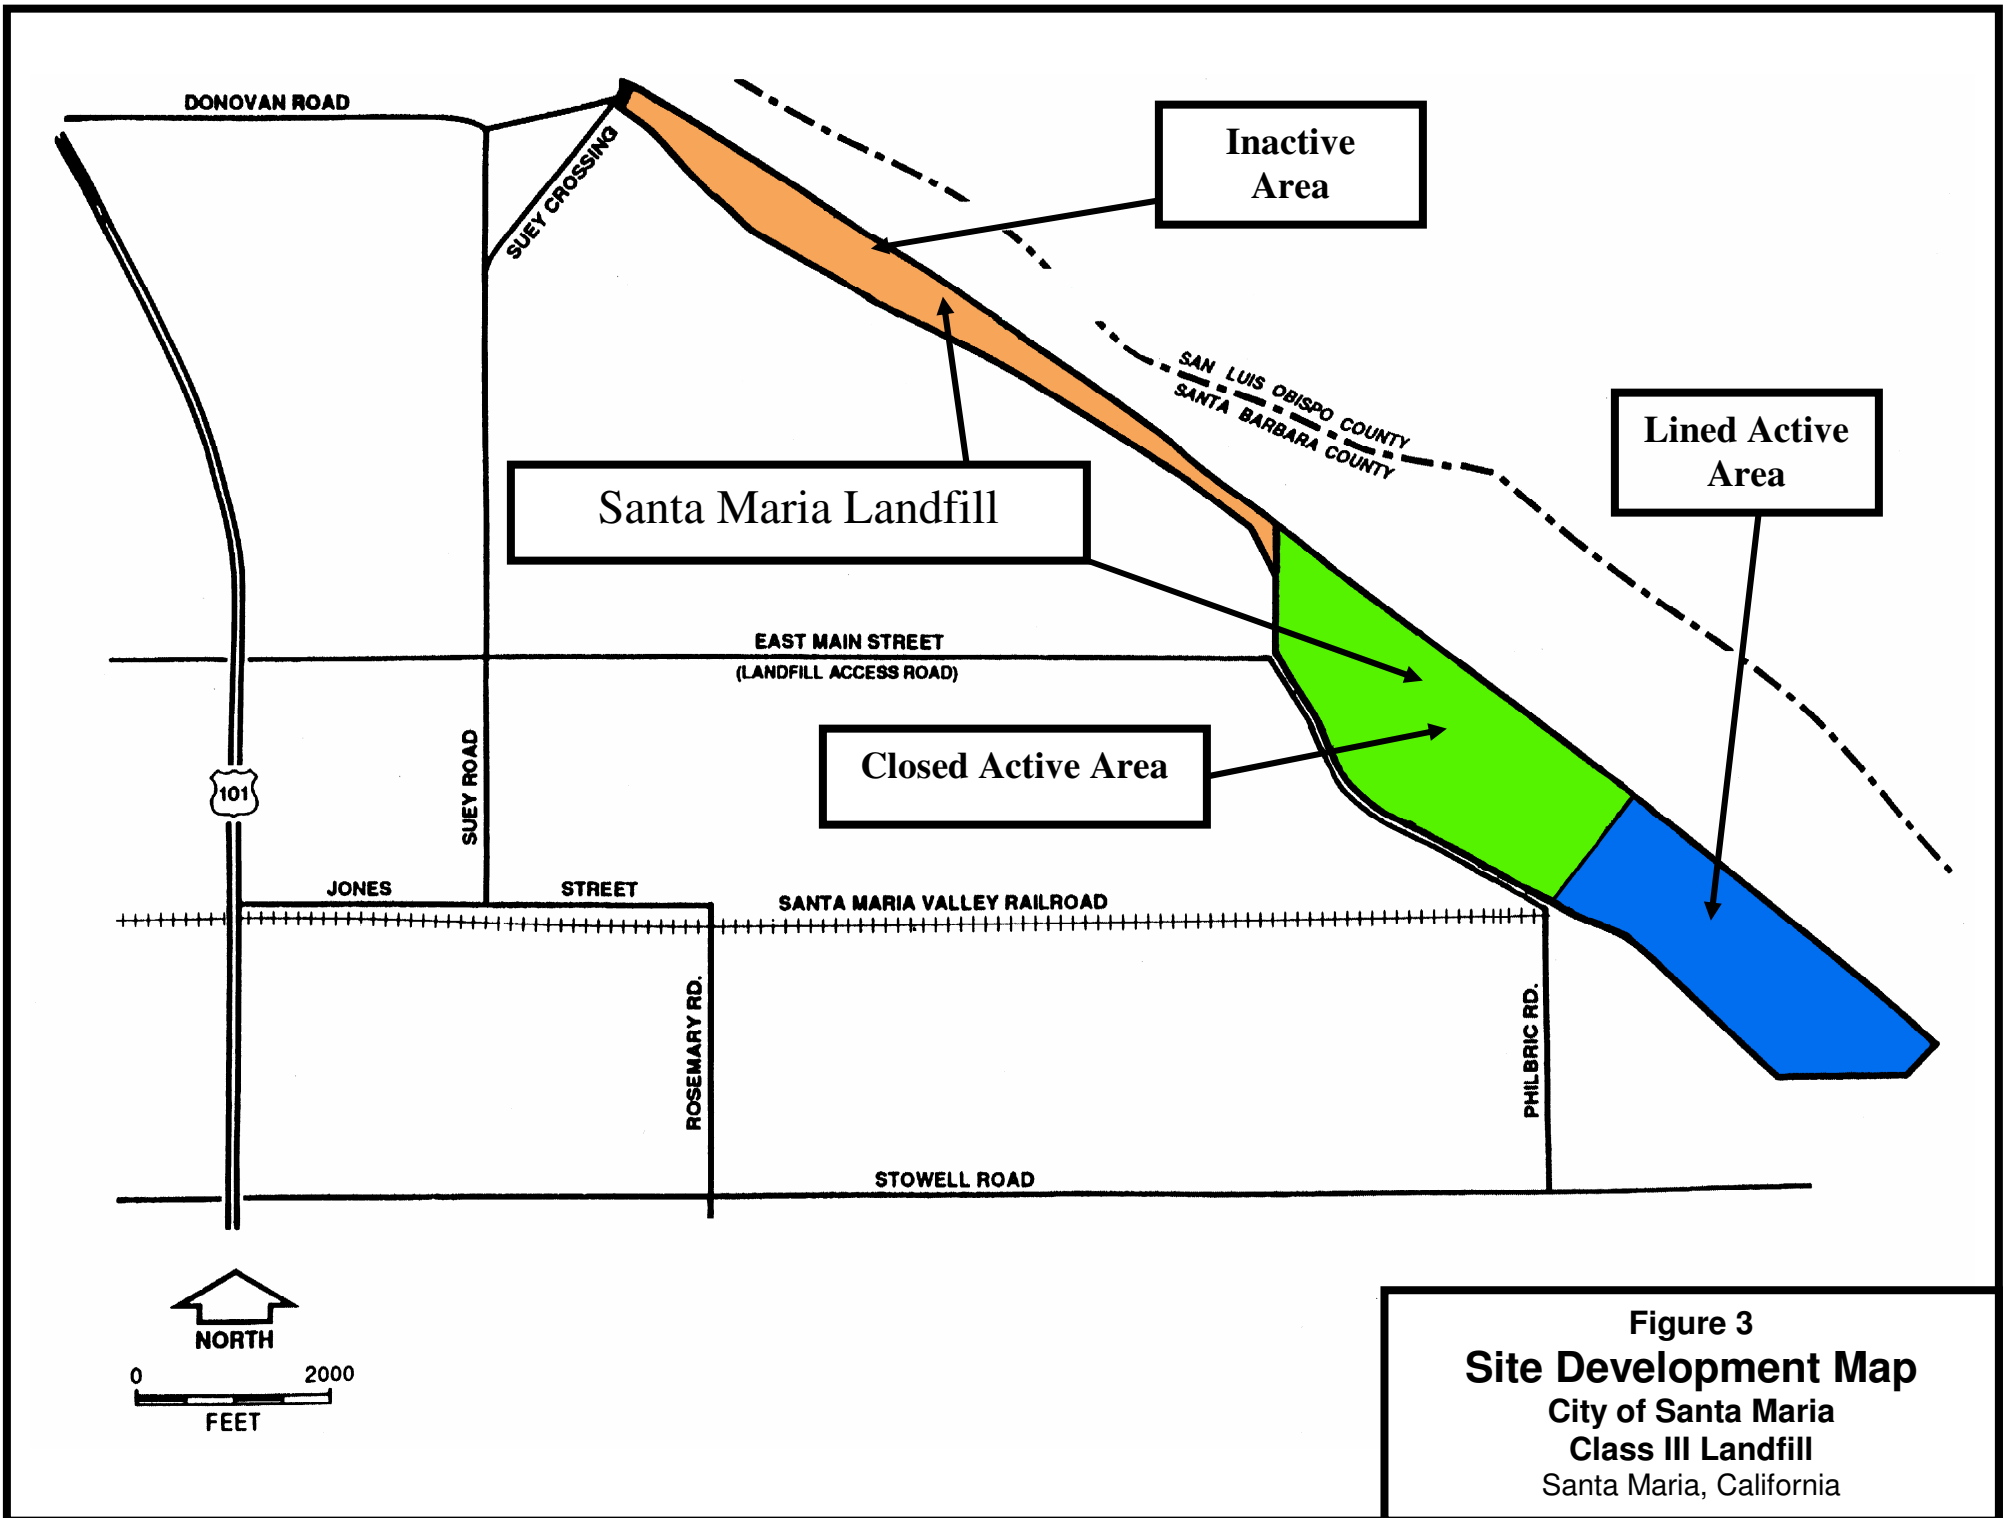 DONOVAN ROAD
SUEY CROSSING
Inactive
Area
SAN LUIS OBISPO COUNTY
SANTA BARBARA COUNTY
Lined Active
Area
Santa Maria Landfill
EAST MAIN STREET
(LANDFILL ACCESS ROAD)
Closed Active Area
SUEY ROAD
101
JONES STREET
SANTA MARIA VALLEY RAILROAD
ROSEMARY RD.
PHILBRIC RD.
STOWELL ROAD
NORTH
0 2000
FEET
Figure 3
Site Development Map
City of Santa Maria
Class III Landfill
Santa Maria, California